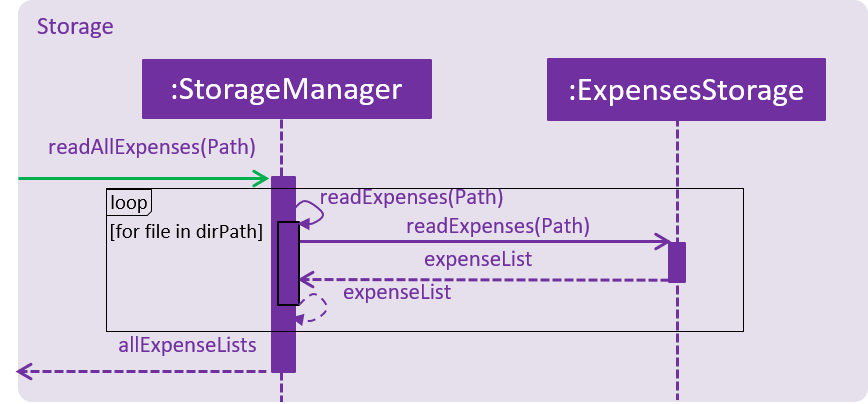 Storage
:StorageManager
:ExpensesStorage
readAllExpenses(Path)
loop
readExpenses(Path)
[for file in dirPath]
readExpenses(Path)
expenseList
expenseList
allExpenseLists